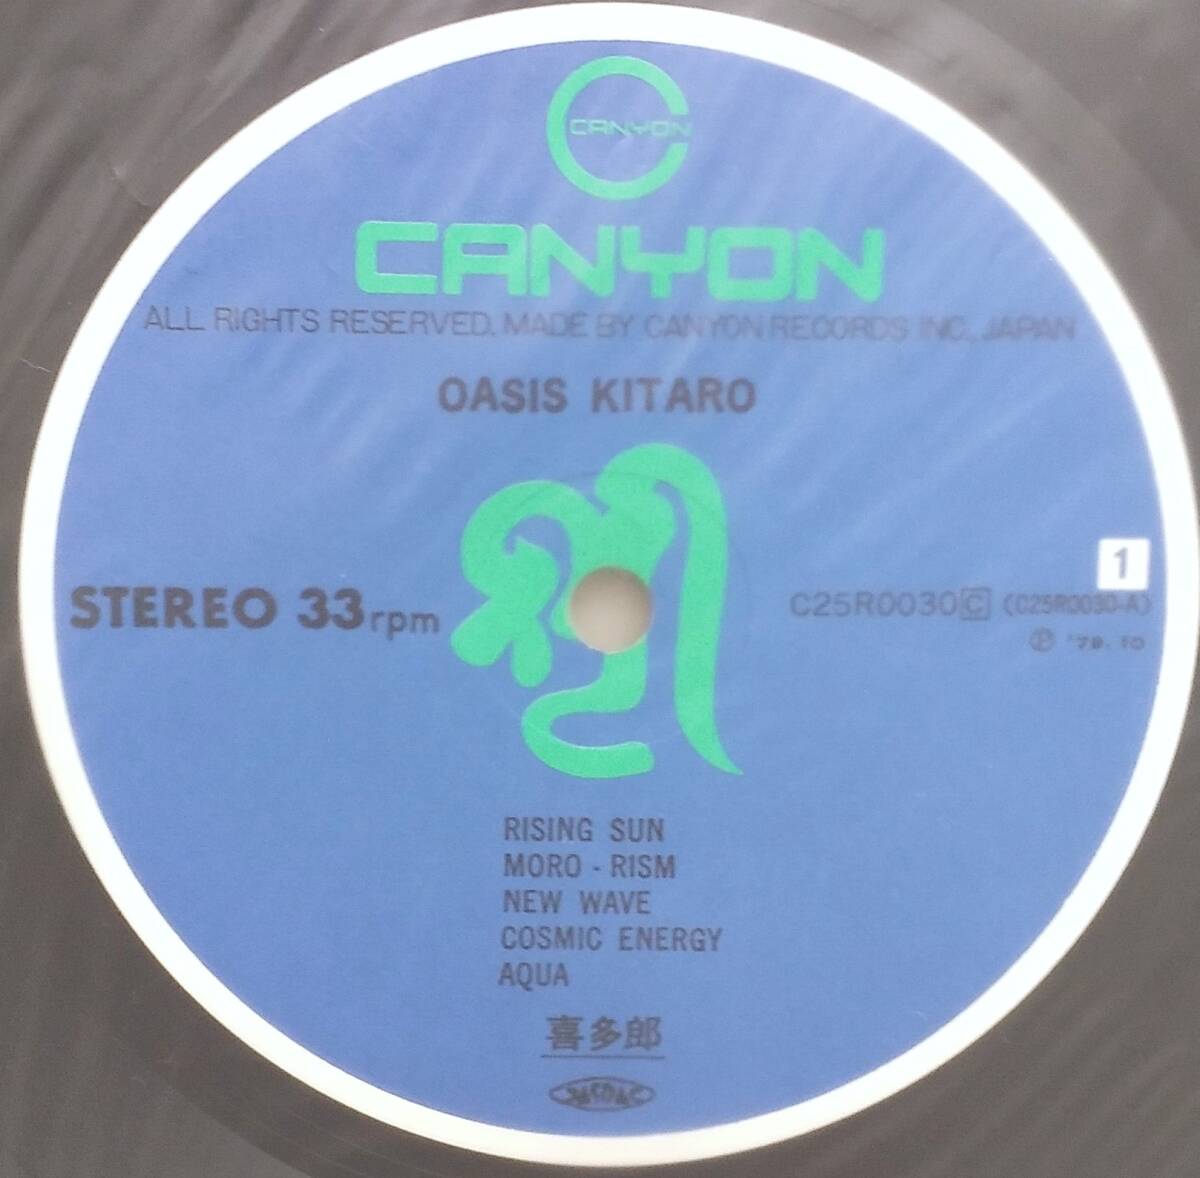 CANYON
CANYON
ALL RIGHTS RESERVED. MADE BY CANYON RECORDS INC., JAPAN
OASIS KITARO
1
STEREO 33rpm
C25R0030 C (C25R0030-A)
Ⓟ '79. 10
RISING SUN
MORO - RISM
NEW WAVE
COSMIC ENERGY
AQUA
喜多郎
JASRAC